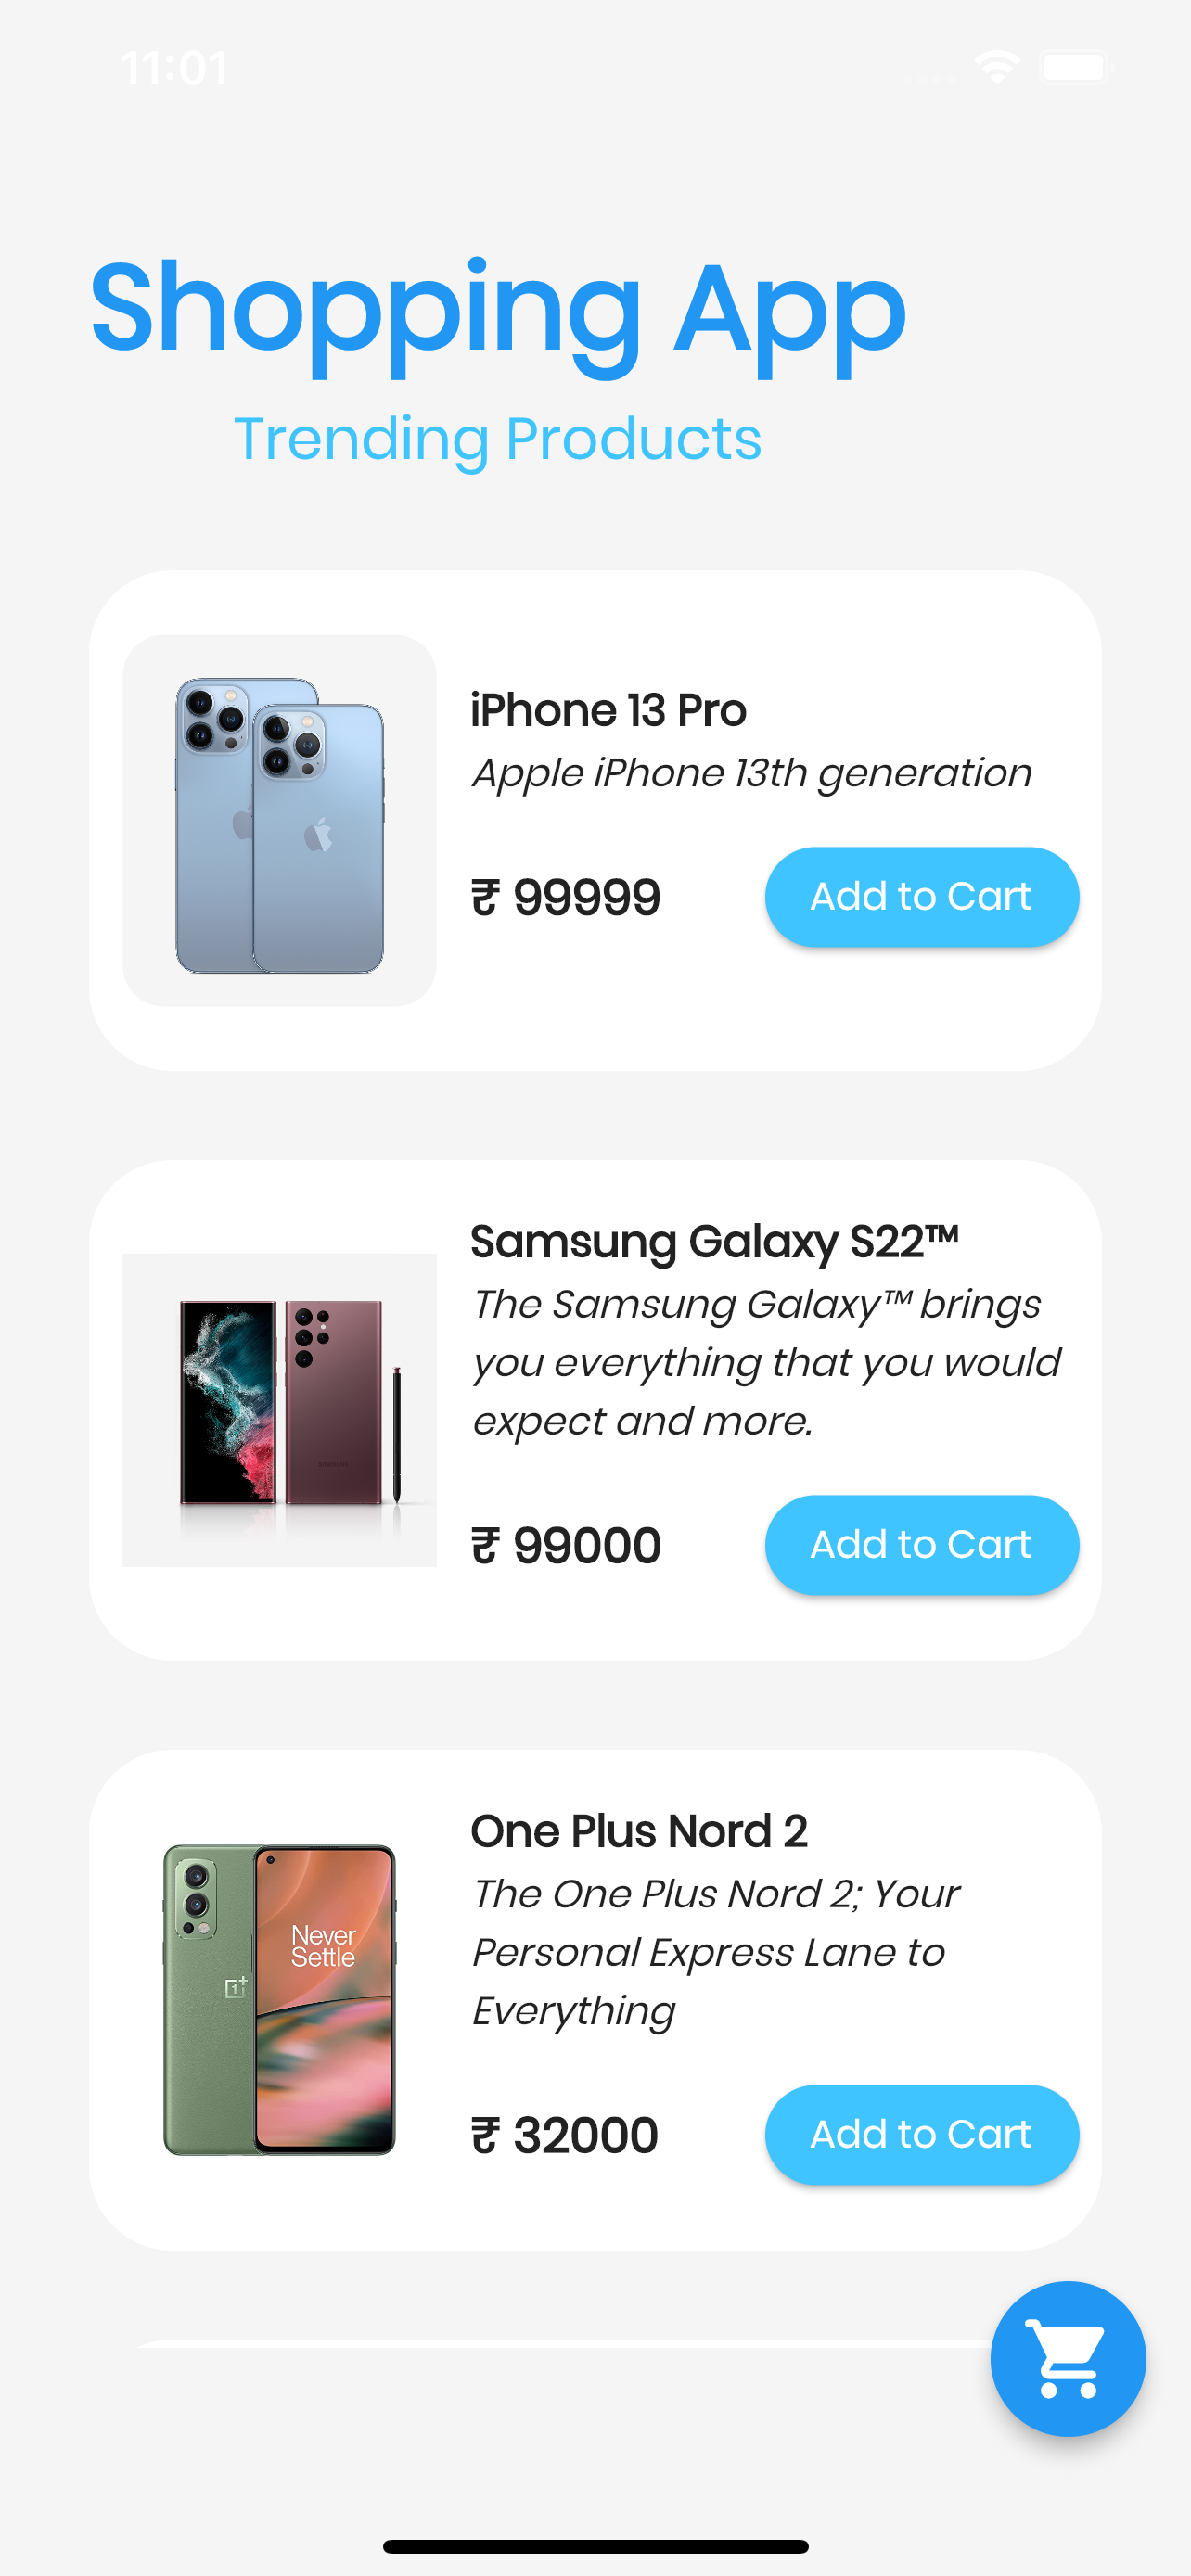 11:01
Shopping App
Trending Products
iPhone 13 Pro
Apple iPhone 13th generation
₹ 99999
Add to Cart
Samsung Galaxy S22™
The Samsung Galaxy™ brings
you everything that you would
expect and more.
₹ 99000
Add to Cart
One Plus Nord 2
The One Plus Nord 2; Your
Personal Express Lane to
Everything
Never
Settle
₹ 32000
Add to Cart